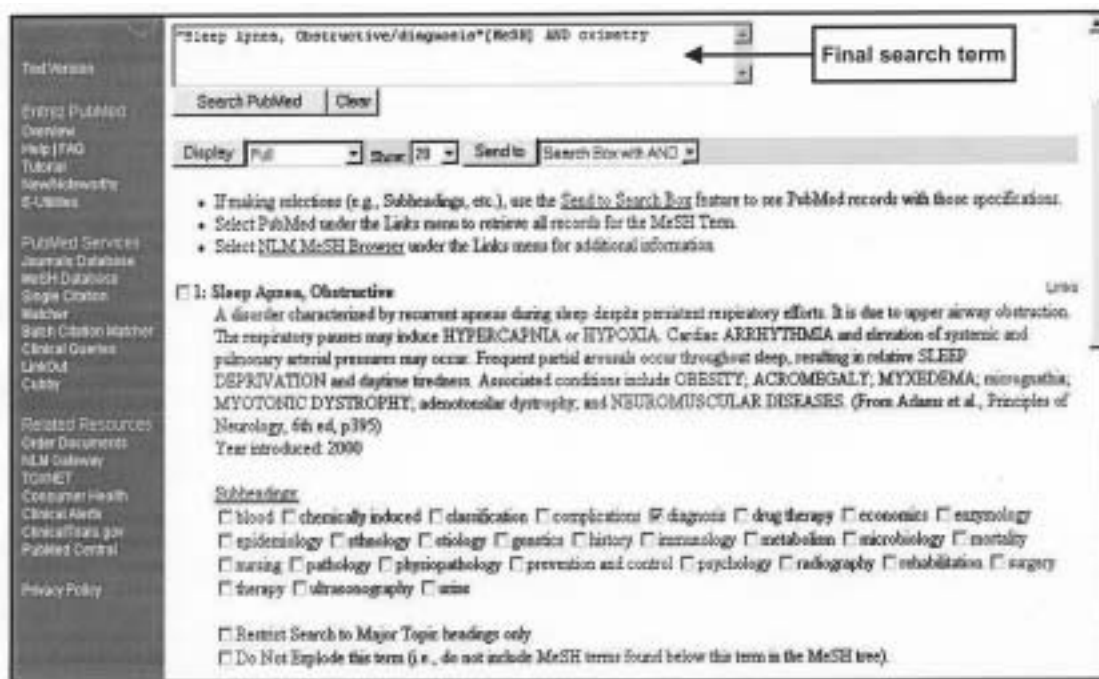 "Sleep Apnea, Obstructive/diagnosis"[MeSH] AND oximetry
Final search term
Search PubMed Clear
Display Full Show: 20 Send to Search Box with AND
Text Version
Entrez PubMed
Overview
Help | FAQ
Tutorial
New/Noteworthy
E-Utilities
PubMed Services
Journals Database
MeSH Database
Single Citation
Matcher
Batch Citation Matcher
Clinical Queries
LinkOut
Cubby
Related Resources
Order Documents
NLM Gateway
TOXNET
Consumer Health
Clinical Alerts
ClinicalTrials.gov
PubMed Central
Privacy Policy
• If making selections (e.g., Subheadings, etc.), use the Send to Search Box feature to see PubMed records with those specifications.
• Select PubMed under the Links menu to retrieve all records for the MeSH Term.
• Select NLM MeSH Browser under the Links menu for additional information.
1: Sleep Apnea, Obstructive Links
A disorder characterized by recurrent apneas during sleep despite persistent respiratory efforts. It is due to upper airway obstruction.
The respiratory pauses may induce HYPERCAPNIA or HYPOXIA. Cardiac ARRHYTHMIA and elevation of systemic and
pulmonary arterial pressures may occur. Frequent partial arousals occur throughout sleep, resulting in relative SLEEP
DEPRIVATION and daytime tiredness. Associated conditions include OBESITY; ACROMEGALY; MYXEDEMA; micrognathia;
MYOTONIC DYSTROPHY; adenotonsilar dystrophy; and NEUROMUSCULAR DISEASES. (From Adams et al., Principles of
Neurology, 6th ed, p395)
Year introduced: 2000
Subheadings:
blood chemically induced classification complications diagnosis drug therapy economics enzymology
epidemiology ethnology etiology genetics history immunology metabolism microbiology mortality
nursing pathology physiopathology prevention and control psychology radiography rehabilitation surgery
therapy ultrasonography urine
Restrict Search to Major Topic headings only
Do Not Explode this term (i.e., do not include MeSH terms found below this term in the MeSH tree).